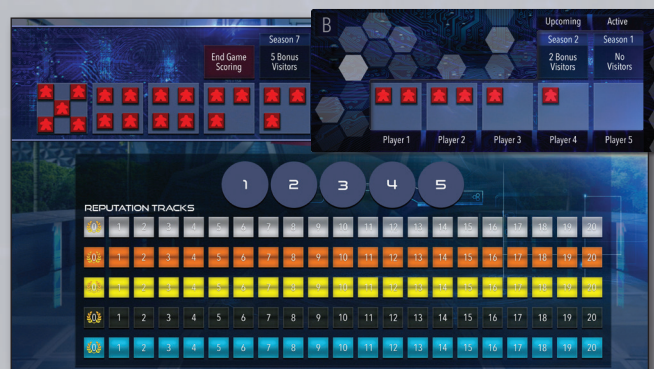 B
Upcoming Active
Season 7
Season 2 Season 1
End Game Scoring
5 Bonus Visitors
2 Bonus Visitors
No Visitors
Player 1 Player 2 Player 3 Player 4 Player 5
1 2 3 4 5
REPUTATION TRACKS
0 1 2 3 4 5 6 7 8 9 10 11 12 13 14 15 16 17 18 19 20
0 1 2 3 4 5 6 7 8 9 10 11 12 13 14 15 16 17 18 19 20
0 1 2 3 4 5 6 7 8 9 10 11 12 13 14 15 16 17 18 19 20
0 1 2 3 4 5 6 7 8 9 10 11 12 13 14 15 16 17 18 19 20
0 1 2 3 4 5 6 7 8 9 10 11 12 13 14 15 16 17 18 19 20